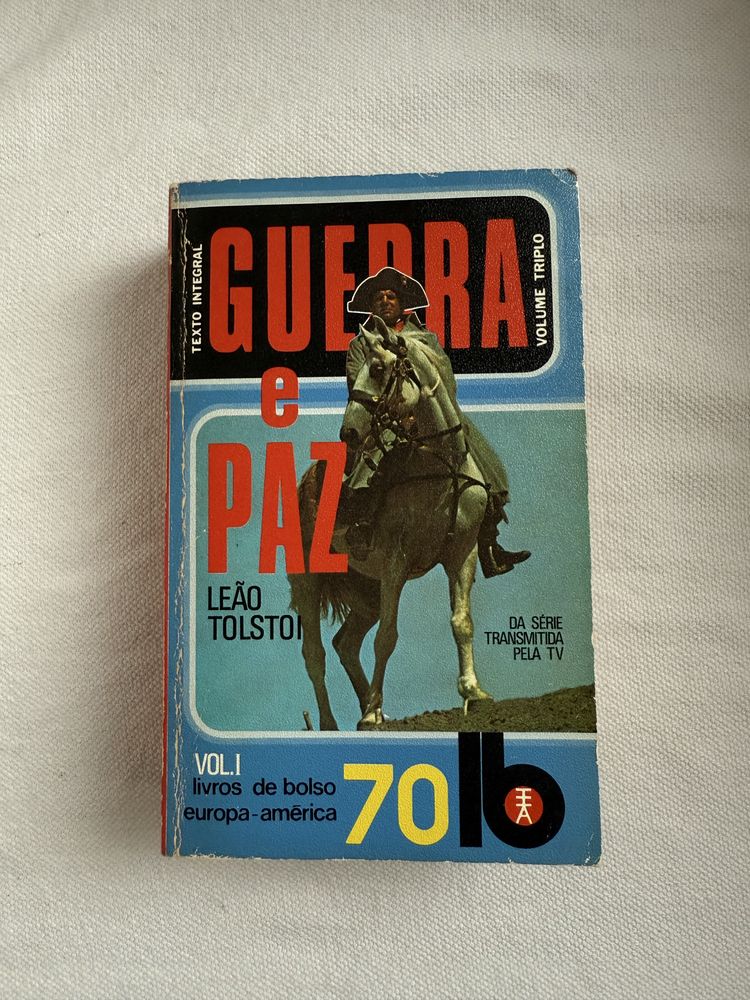 TEXTO INTEGRAL
GUERRA
VOLUME TRIPLO
e
PAZ
LEÃO
TOLSTOI
DA SÉRIE
TRANSMITIDA
PELA TV
VOL.I
livros de bolso
europa-américa
70
lb
EA